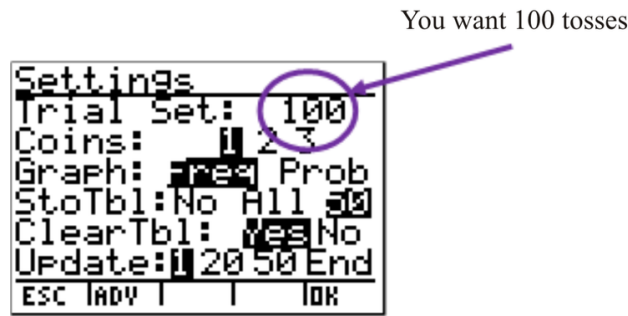 You want 100 tosses
Settings
Trial Set: 100
Coins: 1 2 3
Graph: Freq Prob
StoTbl:No All 50
ClearTbl: Yes No
Update:1 20 50 End
ESC ADV OK